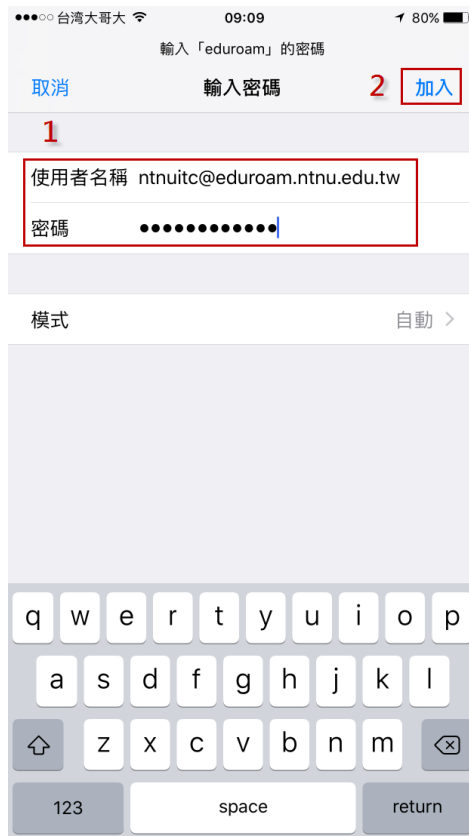 台湾大哥大 09:09 80%
輸入「eduroam」的密碼
取消 輸入密碼 2 加入
1
使用者名稱 ntnuitc@eduroam.ntnu.edu.tw
密碼 ●●●●●●●●●●●●
模式 自動
q w e r t y u i o p
a s d f g h j k l
z x c v b n m
123 space return